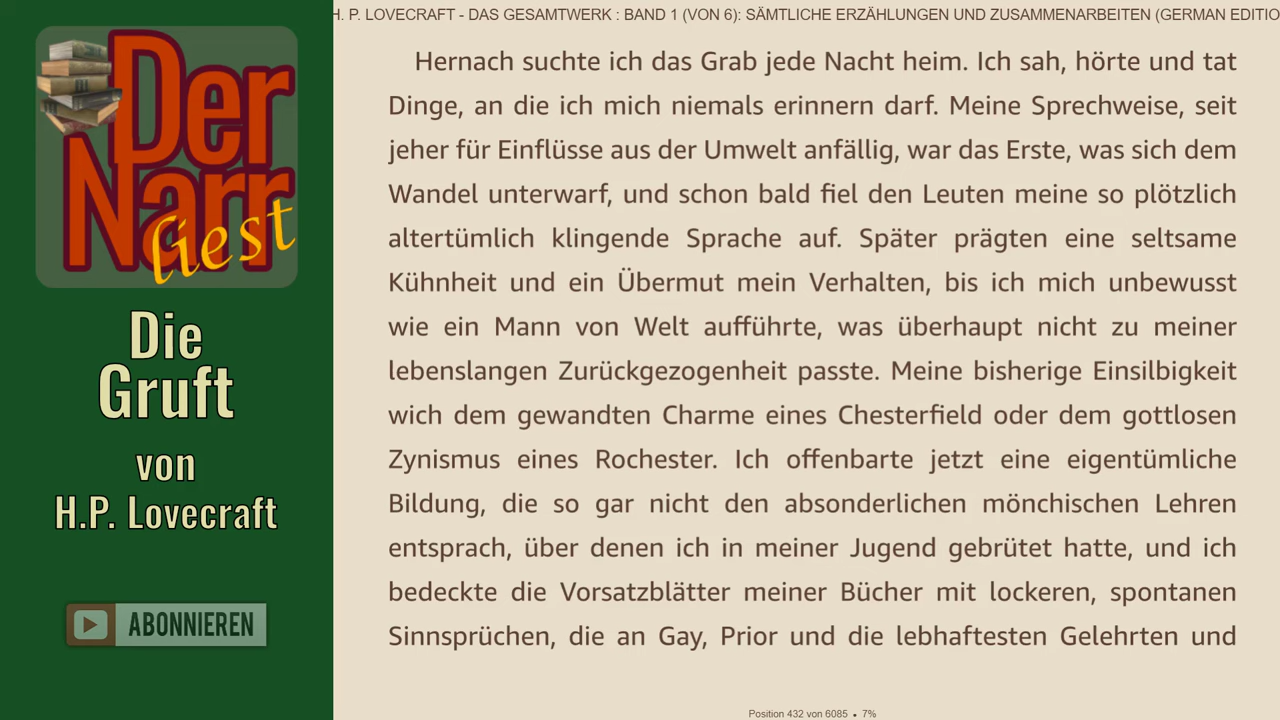 Der
Narr
liest
Die
Gruft
von
H.P. Lovecraft
ABONNIEREN
H. P. LOVECRAFT - DAS GESAMTWERK : BAND 1 (VON 6): SÄMTLICHE ERZÄHLUNGEN UND ZUSAMMENARBEITEN (GERMAN EDITIO
Hernach suchte ich das Grab jede Nacht heim. Ich sah, hörte und tat
Dinge, an die ich mich niemals erinnern darf. Meine Sprechweise, seit
jeher für Einflüsse aus der Umwelt anfällig, war das Erste, was sich dem
Wandel unterwarf, und schon bald fiel den Leuten meine so plötzlich
altertümlich klingende Sprache auf. Später prägten eine seltsame
Kühnheit und ein Übermut mein Verhalten, bis ich mich unbewusst
wie ein Mann von Welt aufführte, was überhaupt nicht zu meiner
lebenslangen Zurückgezogenheit passte. Meine bisherige Einsilbigkeit
wich dem gewandten Charme eines Chesterfield oder dem gottlosen
Zynismus eines Rochester. Ich offenbarte jetzt eine eigentümliche
Bildung, die so gar nicht den absonderlichen mönchischen Lehren
entsprach, über denen ich in meiner Jugend gebrütet hatte, und ich
bedeckte die Vorsatzblätter meiner Bücher mit lockeren, spontanen
Sinnsprüchen, die an Gay, Prior und die lebhaftesten Gelehrten und
Position 432 von 6085 • 7%